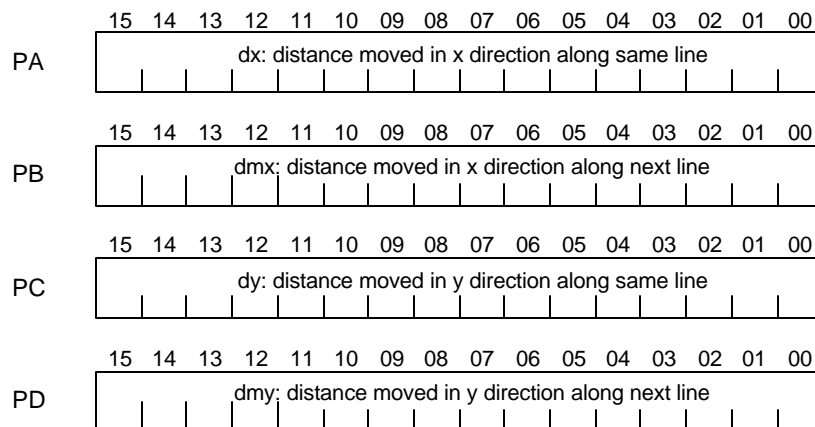 15 14 13 12 11 10 09 08 07 06 05 04 03 02 01 00
PA dx: distance moved in x direction along same line
15 14 13 12 11 10 09 08 07 06 05 04 03 02 01 00
PB dmx: distance moved in x direction along next line
15 14 13 12 11 10 09 08 07 06 05 04 03 02 01 00
PC dy: distance moved in y direction along same line
15 14 13 12 11 10 09 08 07 06 05 04 03 02 01 00
PD dmy: distance moved in y direction along next line